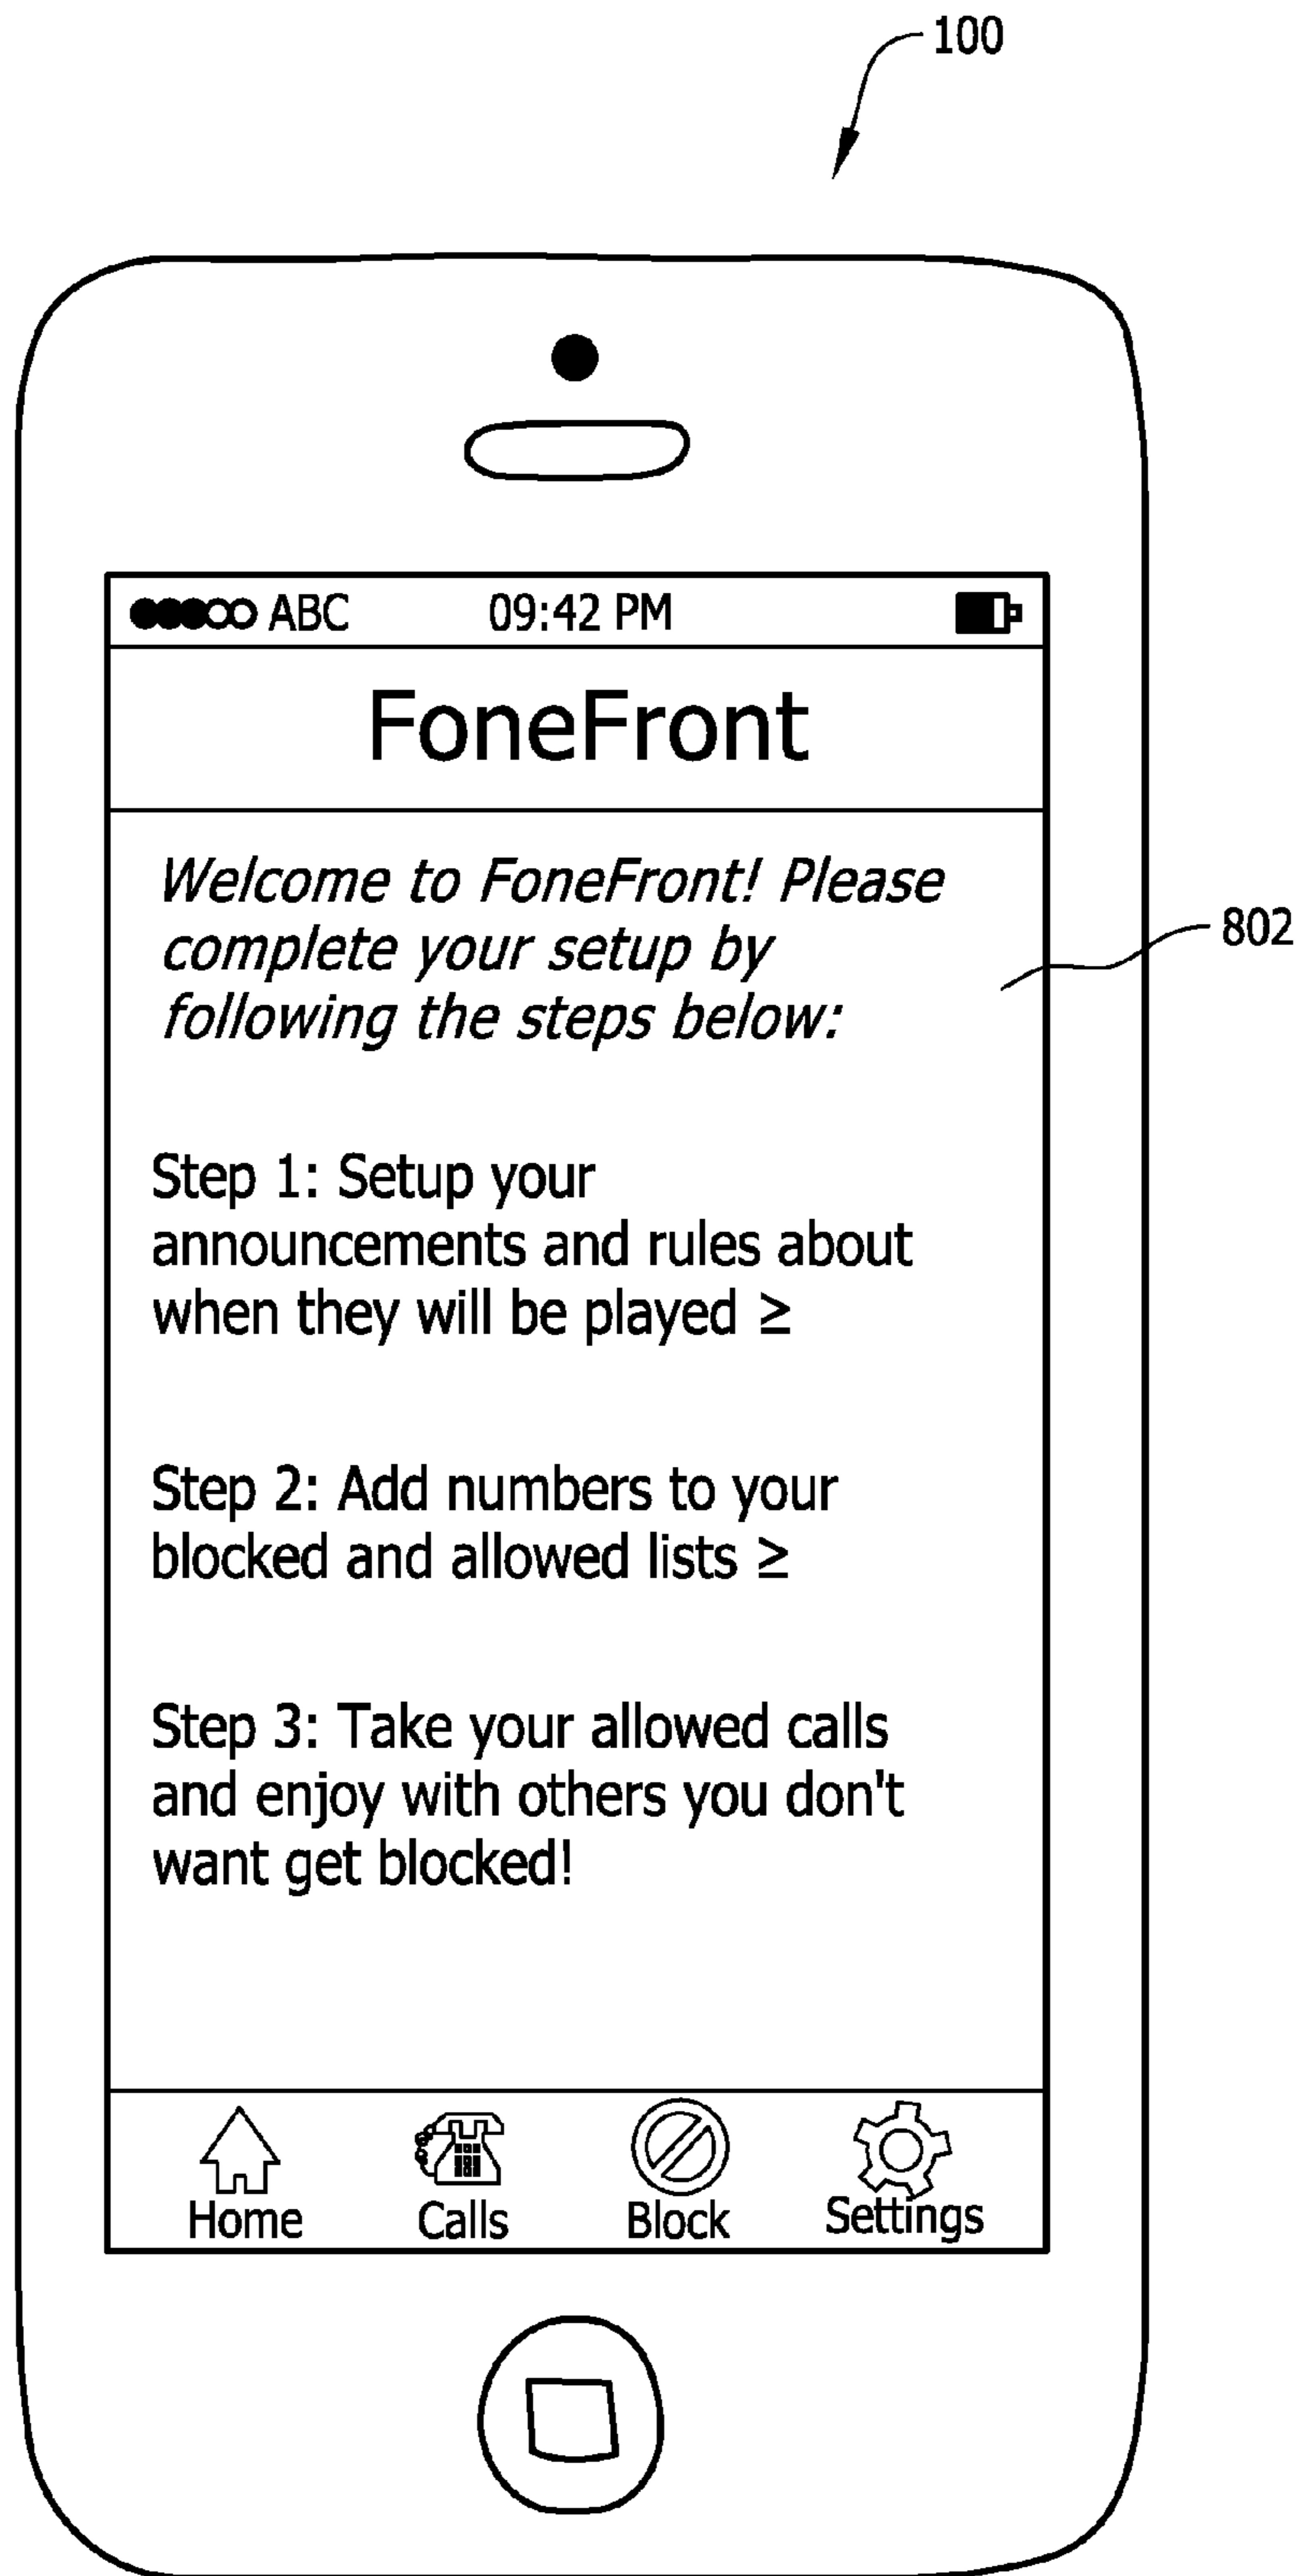 100
ABC 09:42 PM
FoneFront
Welcome to FoneFront! Please
complete your setup by
following the steps below:
802
Step 1: Setup your
announcements and rules about
when they will be played ≥
Step 2: Add numbers to your
blocked and allowed lists ≥
Step 3: Take your allowed calls
and enjoy with others you don't
want get blocked!
Home Calls Block Settings